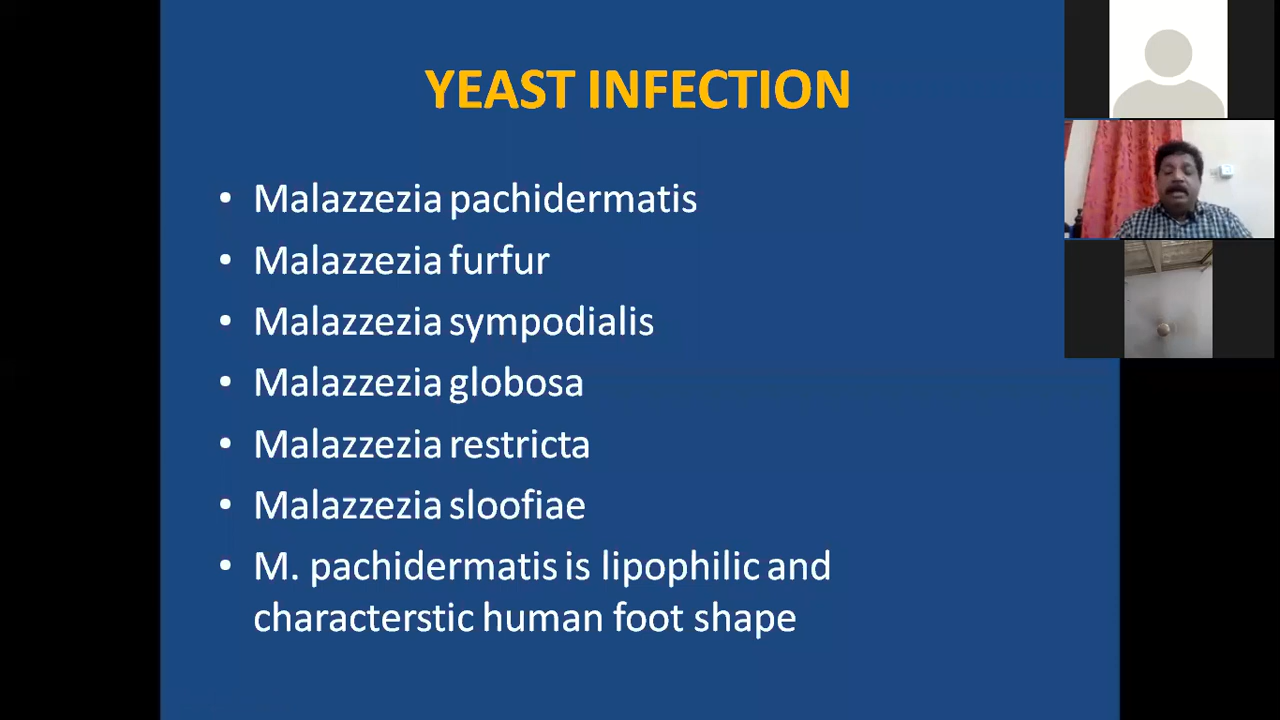 YEAST INFECTION
• Malazzezia pachidermatis
• Malazzezia furfur
• Malazzezia sympodialis
• Malazzezia globosa
• Malazzezia restricta
• Malazzezia sloofiae
• M. pachidermatis is lipophilic and
characterstic human foot shape